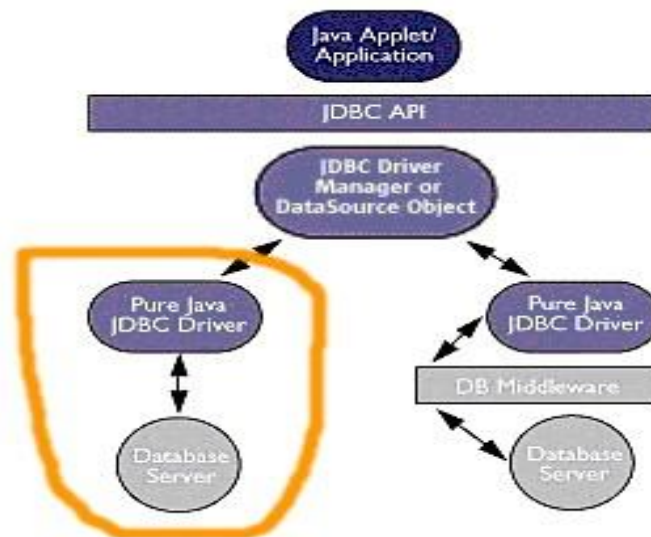 Java Applet/
Application
JDBC API
JDBC Driver
Manager or
DataSource Object
Pure Java
JDBC Driver
Pure Java
JDBC Driver
DB Middleware
Database
Server
Database
Server